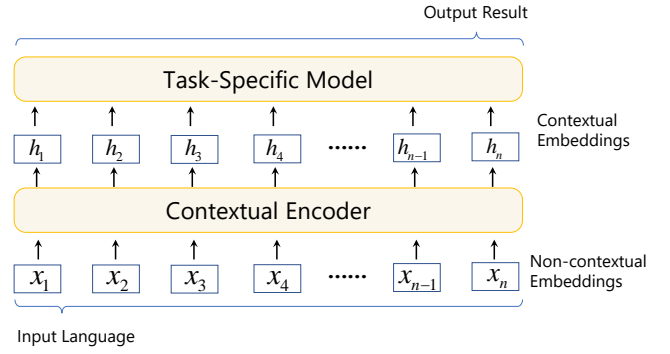 Output Result
Task-Specific Model
h₁ h₂ h₃ h₄ ...... hₙ₋₁ hₙ
Contextual
Embeddings
Contextual Encoder
x₁ x₂ x₃ x₄ ...... xₙ₋₁ xₙ
Non-contextual
Embeddings
Input Language